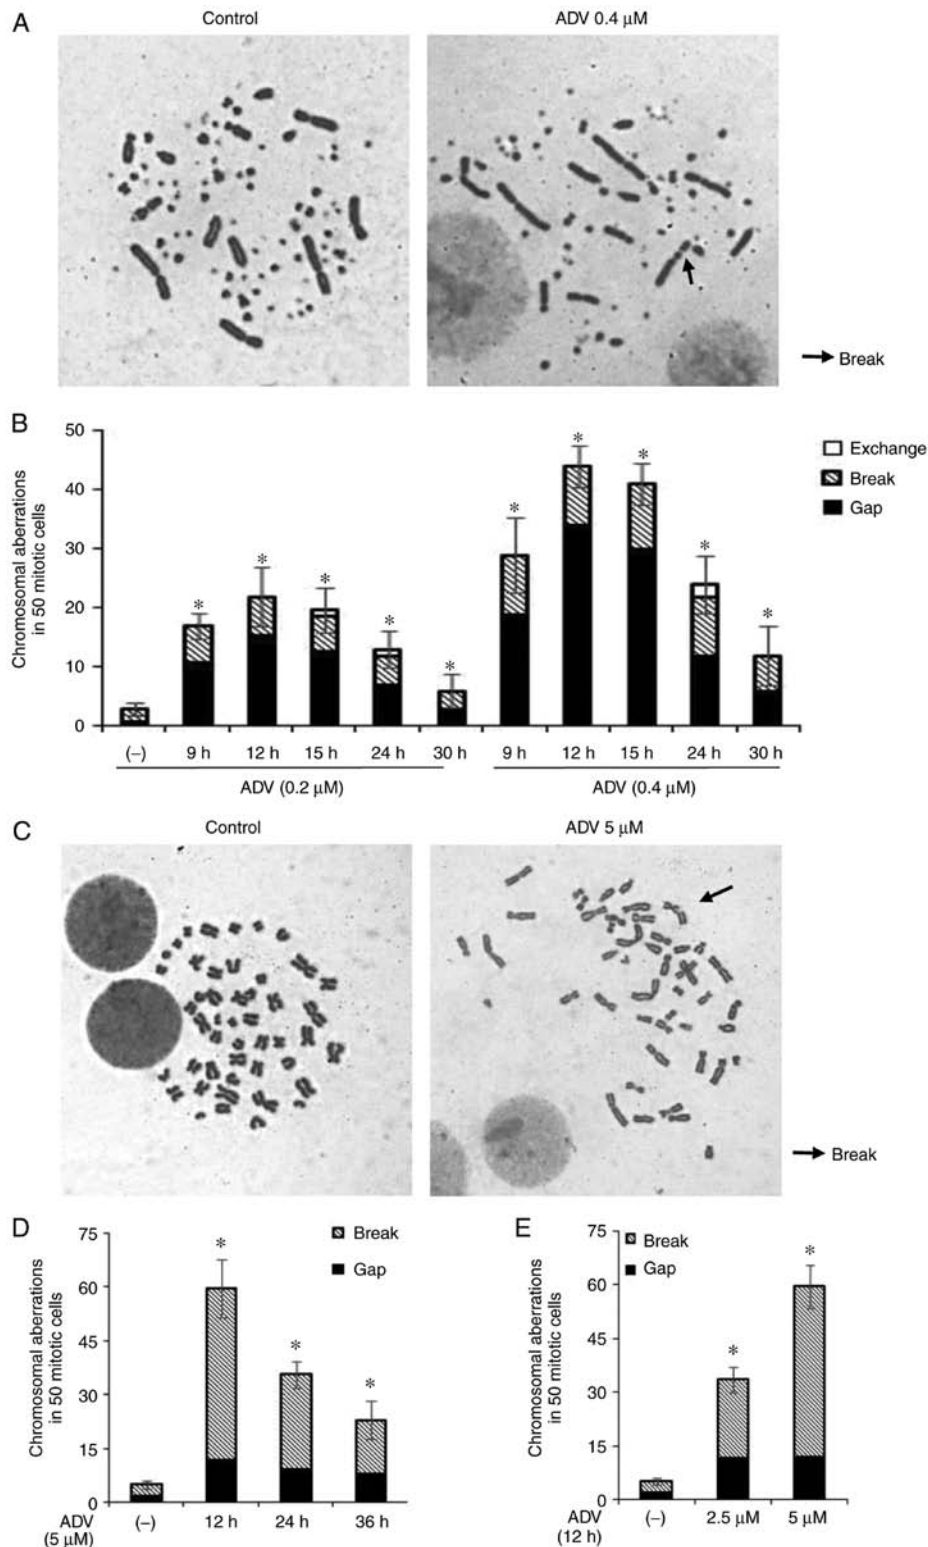 A
Control
ADV 0.4 μM
Break
B
Chromosomal aberrations
in 50 mitotic cells
50
40
30
20
10
0
Exchange
Break
Gap
* * * * * * * * * *
(–) 9 h 12 h 15 h 24 h 30 h 9 h 12 h 15 h 24 h 30 h
ADV (0.2 μM) ADV (0.4 μM)
C
Control
ADV 5 μM
Break
D
Chromosomal aberrations
in 50 mitotic cells
75
60
45
30
15
0
Break
Gap
* * *
ADV (–) 12 h 24 h 36 h
(5 μM)
E
Chromosomal aberrations
in 50 mitotic cells
75
60
45
30
15
0
Break
Gap
* *
ADV (–) 2.5 μM 5 μM
(12 h)